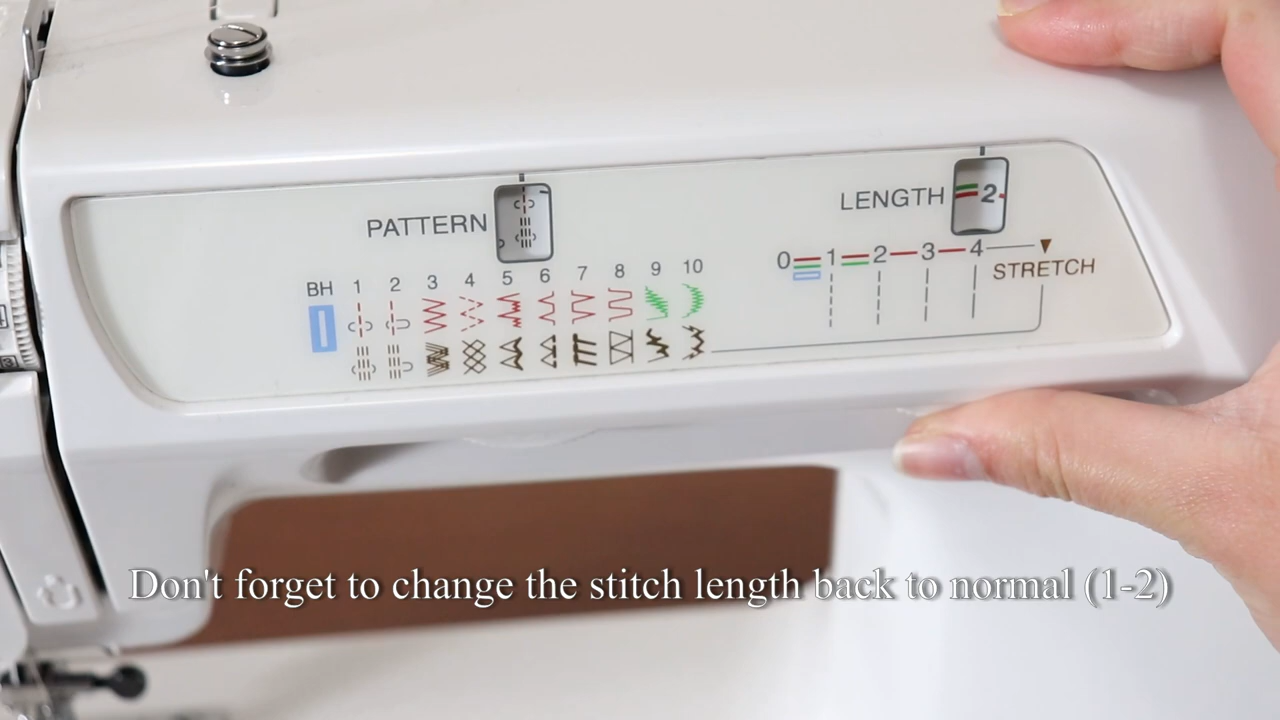 PATTERN
LENGTH 2
BH 1 2 3 4 5 6 7 8 9 10
0 1 2 3 4
STRETCH
Don't forget to change the stitch length back to normal (1-2)